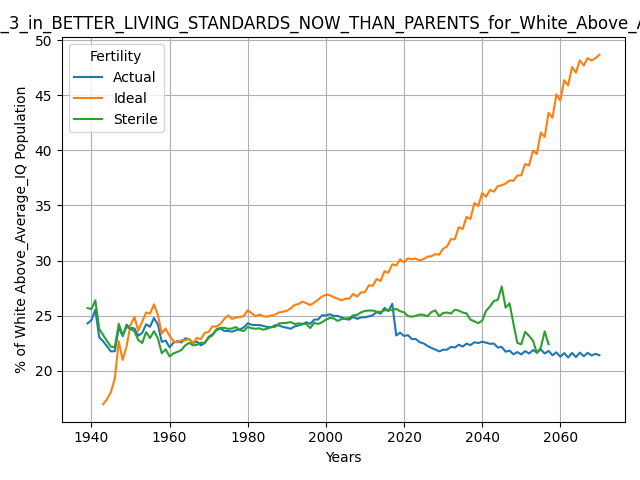 _3_in_BETTER_LIVING_STANDARDS_NOW_THAN_PARENTS_for_White_Above_A
50
45
40
35
30
25
20
1940
1960
1980
2000
2020
2040
2060
Years
% of White Above_Average_IQ Population
Fertility
Actual
Ideal
Sterile